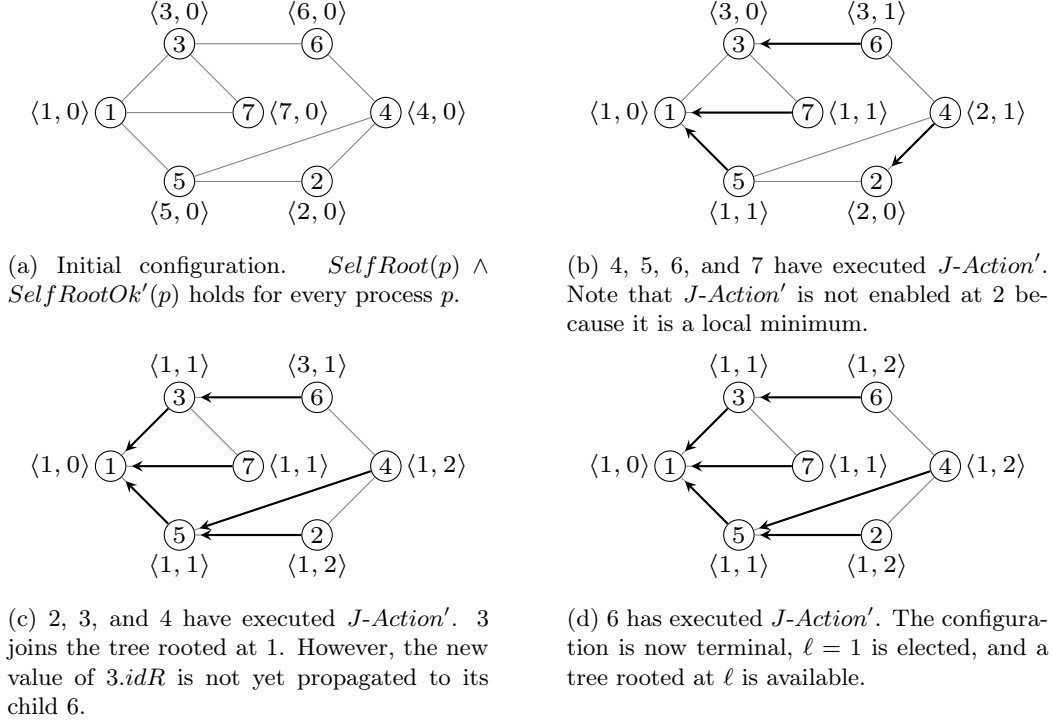 ⟨3, 0⟩ ⟨6, 0⟩
3 6
⟨1, 0⟩ 1 7 ⟨7, 0⟩ 4 ⟨4, 0⟩
5 2
⟨5, 0⟩ ⟨2, 0⟩
(a) Initial configuration. SelfRoot(p) ∧
SelfRootOk′(p) holds for every process p.
⟨3, 0⟩ ⟨3, 1⟩
3 6
⟨1, 0⟩ 1 7 ⟨1, 1⟩ 4 ⟨2, 1⟩
5 2
⟨1, 1⟩ ⟨2, 0⟩
(b) 4, 5, 6, and 7 have executed J-Action′.
Note that J-Action′ is not enabled at 2 be-
cause it is a local minimum.
⟨1, 1⟩ ⟨3, 1⟩
3 6
⟨1, 0⟩ 1 7 ⟨1, 1⟩ 4 ⟨1, 2⟩
5 2
⟨1, 1⟩ ⟨1, 2⟩
(c) 2, 3, and 4 have executed J-Action′. 3
joins the tree rooted at 1. However, the new
value of 3.idR is not yet propagated to its
child 6.
⟨1, 1⟩ ⟨1, 2⟩
3 6
⟨1, 0⟩ 1 7 ⟨1, 1⟩ 4 ⟨1, 2⟩
5 2
⟨1, 1⟩ ⟨1, 2⟩
(d) 6 has executed J-Action′. The configura-
tion is now terminal, ℓ = 1 is elected, and a
tree rooted at ℓ is available.